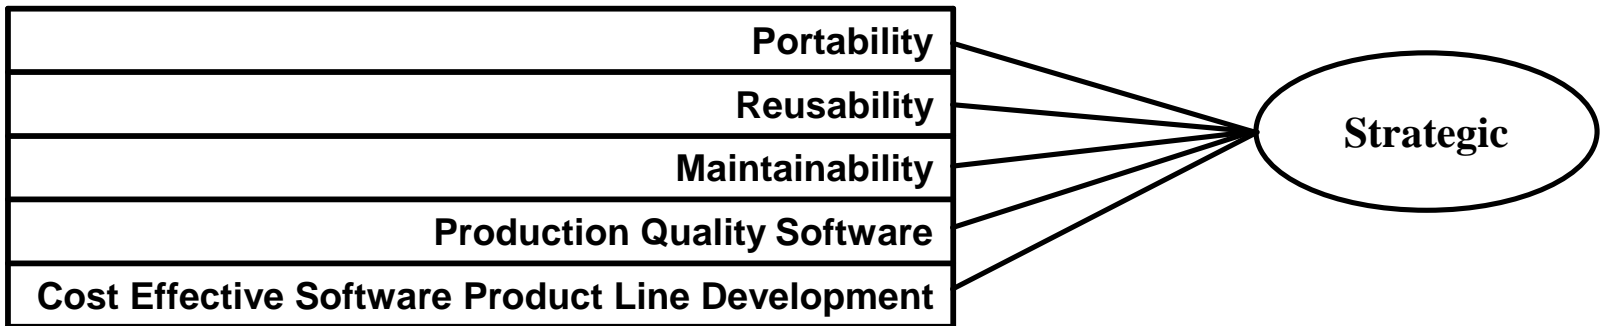 Portability
Reusability
Maintainability
Production Quality Software
Cost Effective Software Product Line Development
Strategic